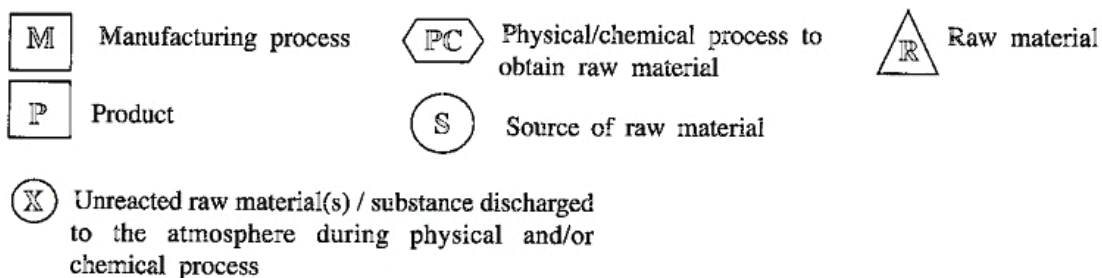 M Manufacturing process
PC Physical/chemical process to
obtain raw material
R Raw material
P Product
S Source of raw material
X Unreacted raw material(s) / substance discharged
to the atmosphere during physical and/or
chemical process